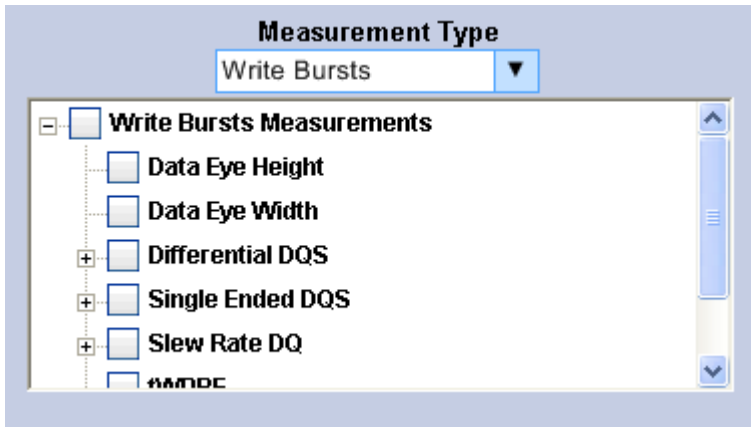 Measurement Type
Write Bursts
Write Bursts Measurements
Data Eye Height
Data Eye Width
Differential DQS
Single Ended DQS
Slew Rate DQ